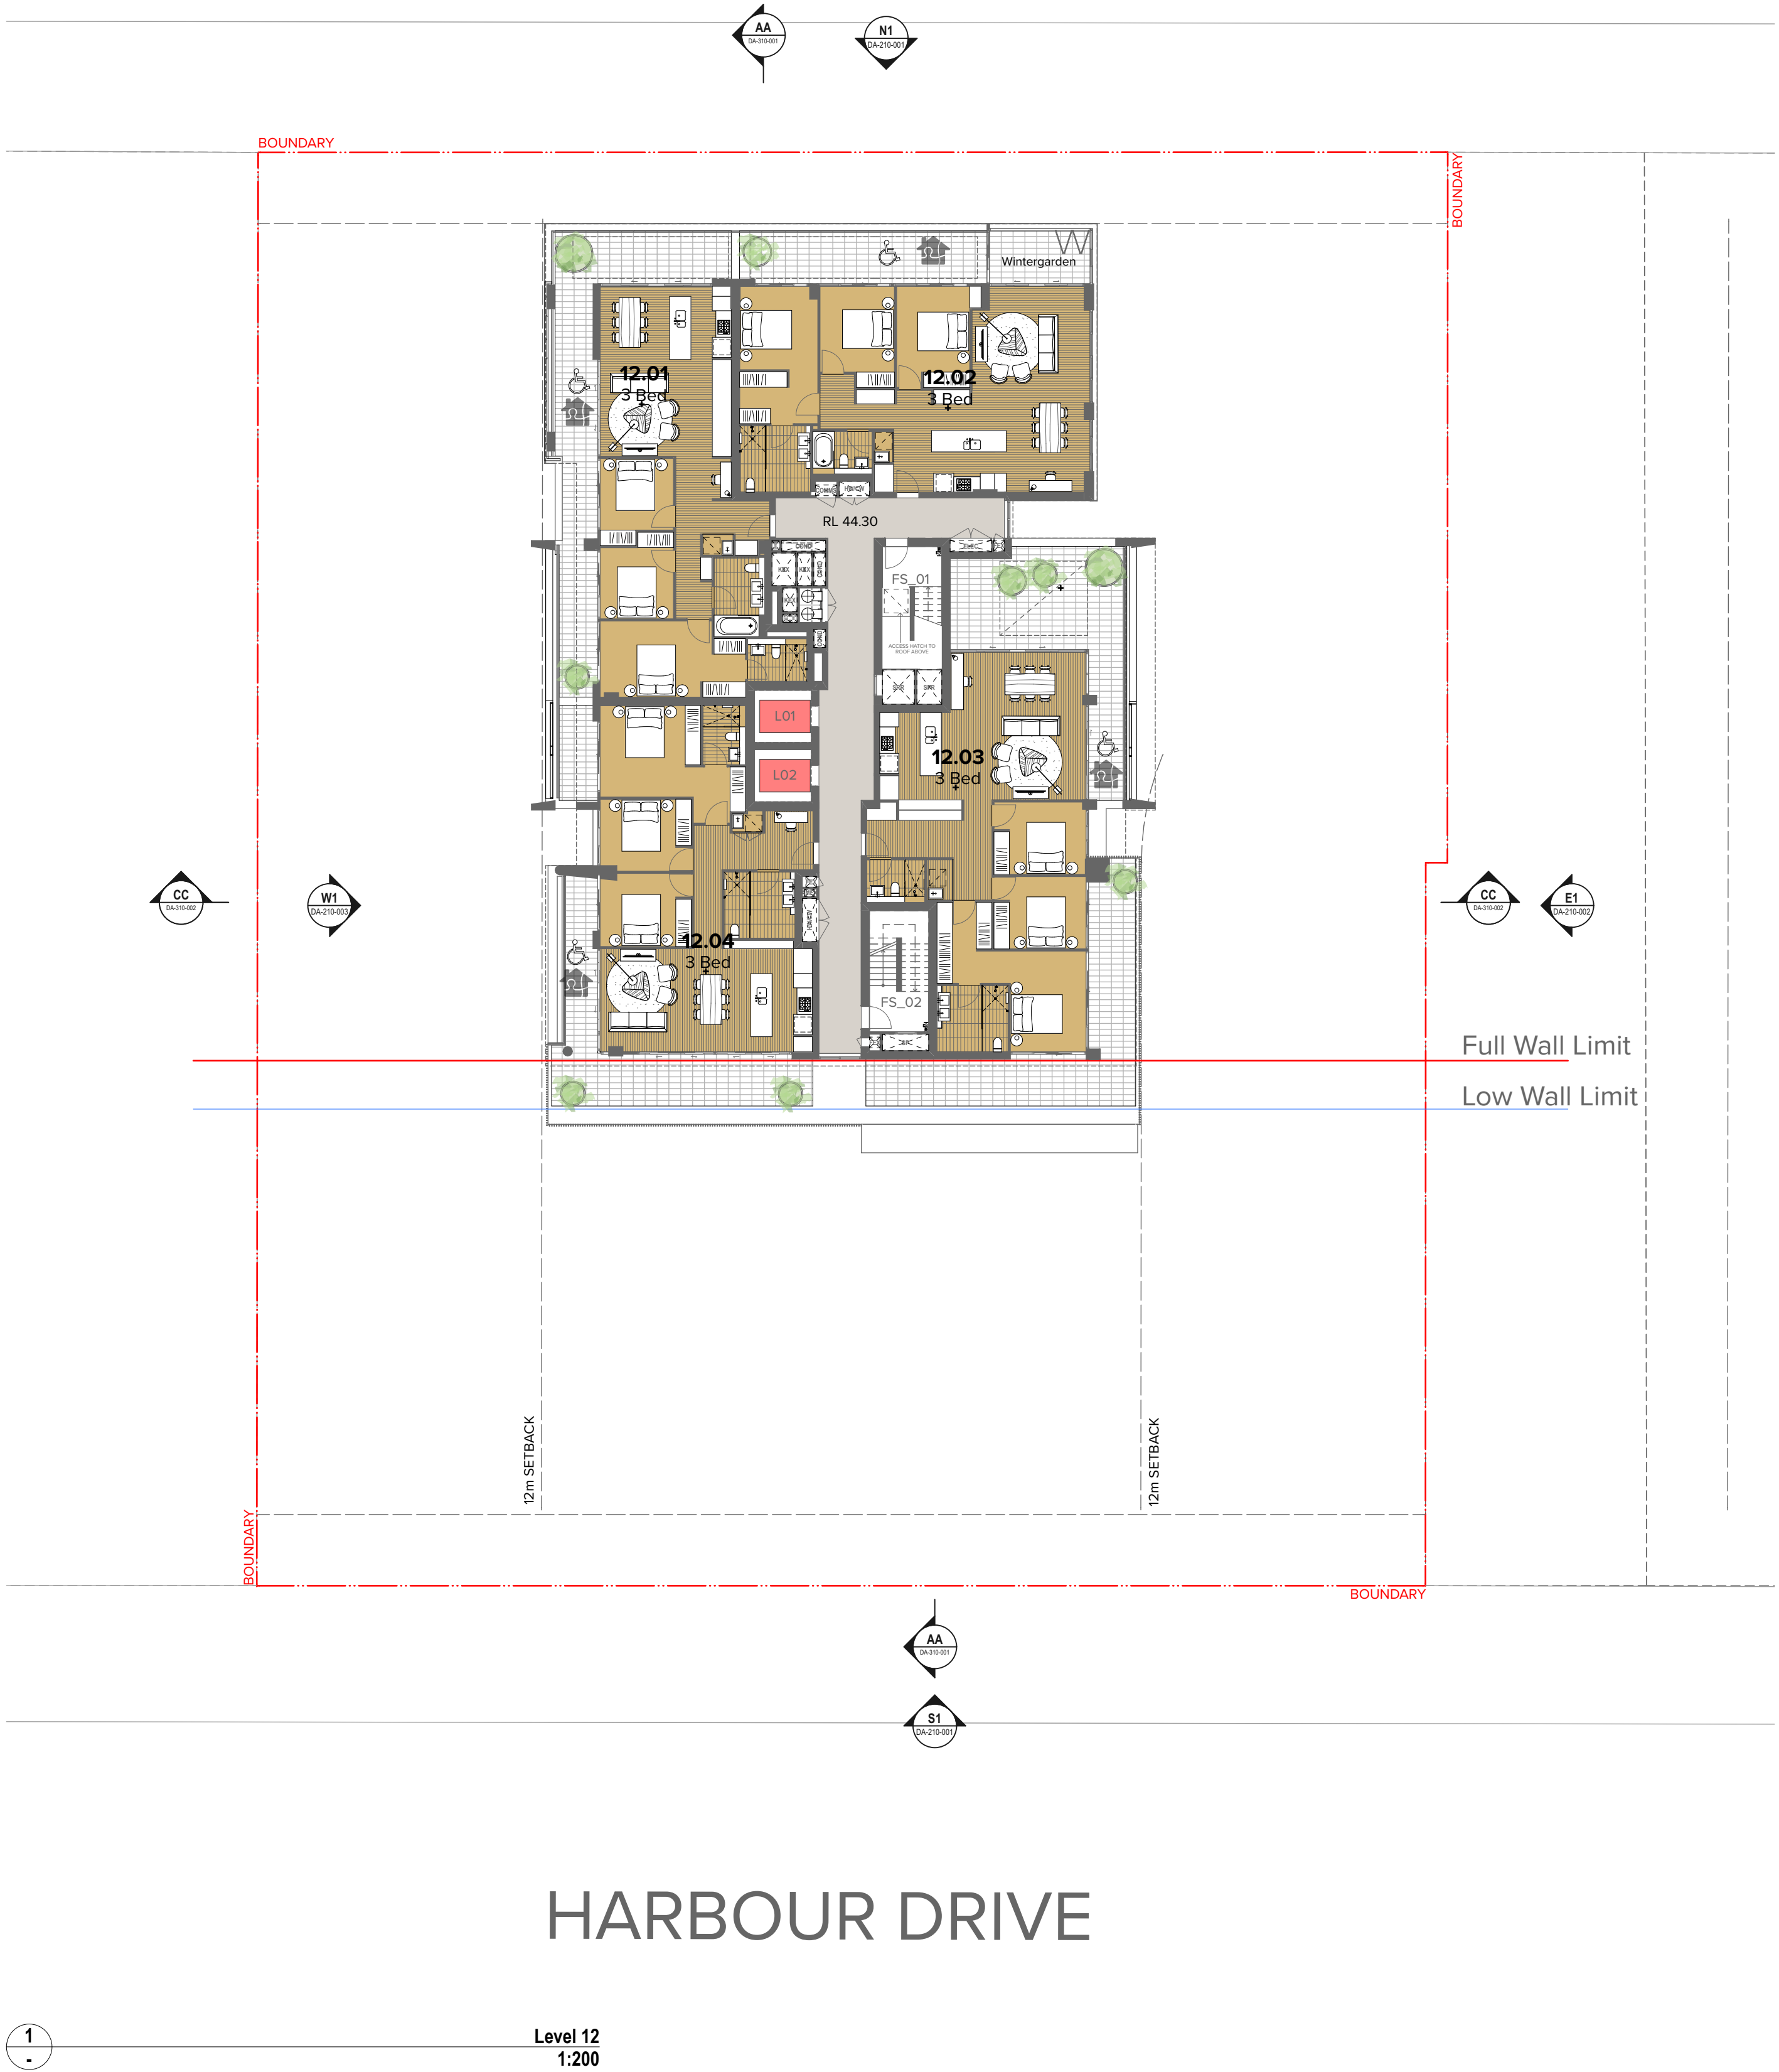 AA
DA-310-001
N1
DA-210-001
BOUNDARY
BOUNDARY
W
Wintergarden
12.01
3 Bed
12.02
3 Bed
COMMS
RL 44.30
FS_01
ACCESS HATCH TO
ROOF ABOVE
L01
L02
12.03
3 Bed
CC
DA-310-002
W1
DA-210-003
CC
DA-310-002
E1
DA-210-002
12.04
3 Bed
FS_02
Full Wall Limit
Low Wall Limit
12m SETBACK
12m SETBACK
BOUNDARY
BOUNDARY
AA
DA-310-001
S1
DA-210-001
HARBOUR DRIVE
1
-
Level 12
1:200